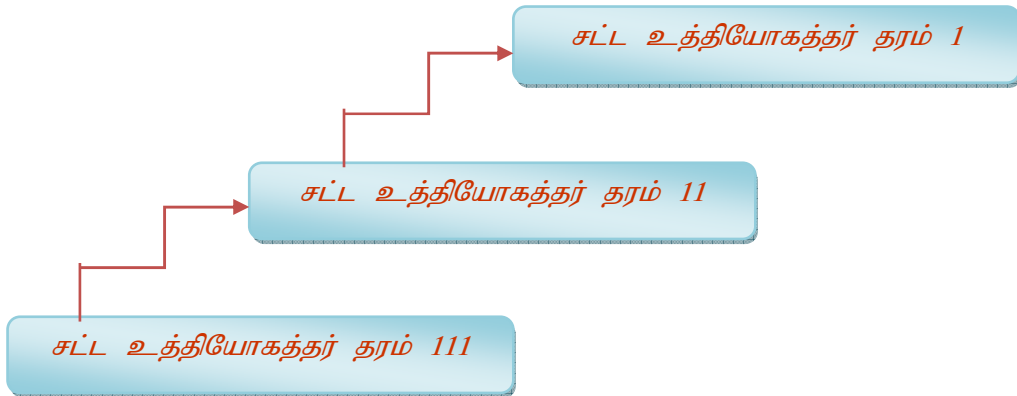 சட்ட உத்தியோகத்தர் தரம் 1
சட்ட உத்தியோகத்தர் தரம் 11
சட்ட உத்தியோகத்தர் தரம் 111